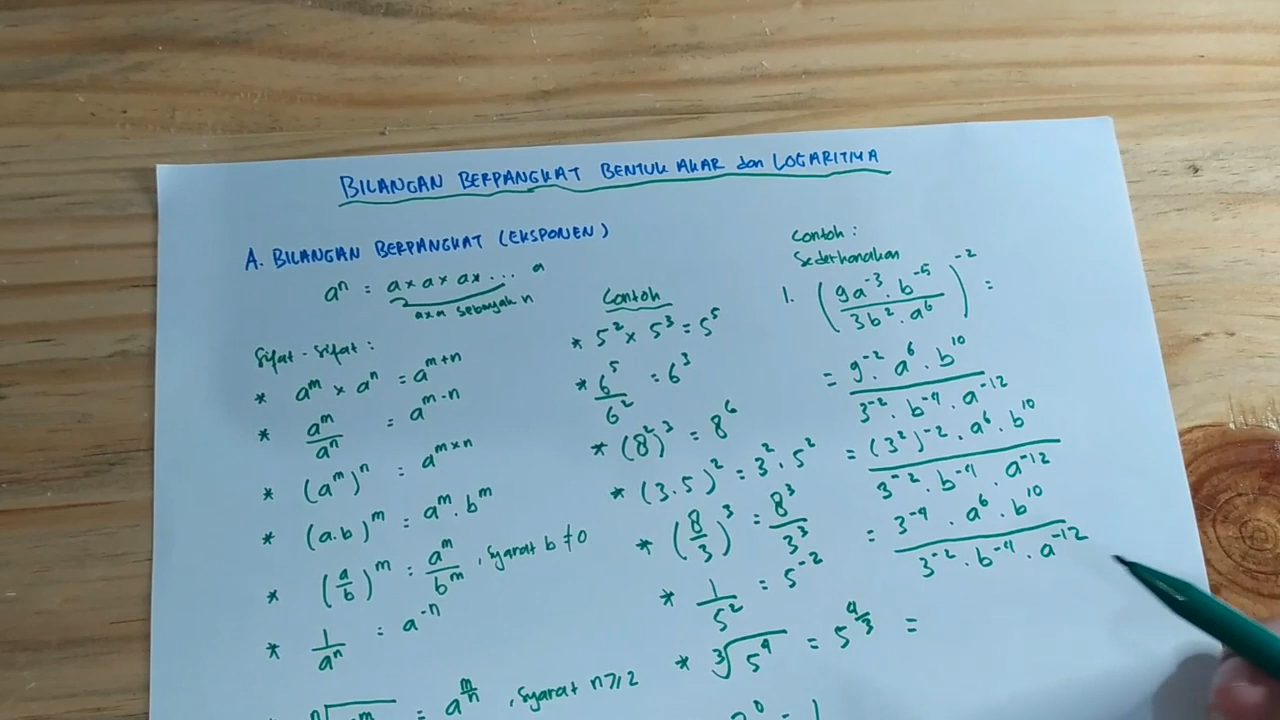 BILANGAN BERPANGKAT BENTUK AKAR dan LOGARITMA
A. BILANGAN BERPANGKAT (EKSPONEN)
aⁿ = a x a x a x ... a
axa sebanyak n
Sifat - Sifat :
* aᵐ x aⁿ = aᵐ⁺ⁿ
* aᵐ/aⁿ = aᵐ⁻ⁿ
* (aᵐ)ⁿ = aᵐˣⁿ
* (a.b)ᵐ = aᵐ . bᵐ
* (a/b)ᵐ = aᵐ/bᵐ , syarat b ≠ 0
* 1/aⁿ = a⁻ⁿ
= a^(m/n) , syarat n ≥ 2
Contoh
* 5² x 5³ = 5⁵
* 6⁵/6² = 6³
* (8²)³ = 8⁶
* (3.5)² = 3² . 5²
* (8/3)³ = 8³/3³
* 1/5² = 5⁻²
* ³√5⁴ = 5^(4/3)
Contoh :
Sederhanakan
1. (9a⁻³ . b⁻⁵ / 3b² . a⁶)⁻² =
= 9⁻² . a⁶ . b¹⁰ / 3⁻² . b⁻⁴ . a⁻¹²
= (3²)⁻² . a⁶ . b¹⁰ / 3⁻² . b⁻⁴ . a⁻¹²
= 3⁻⁴ . a⁶ . b¹⁰ / 3⁻² . b⁻⁴ . a⁻¹²
=